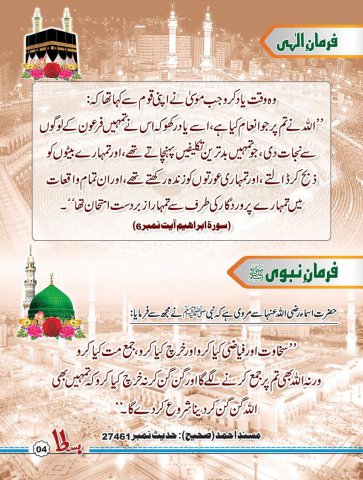 فرمانِ الٰہی
وہ وقت یاد کرو جب موسیٰ نے اپنی قوم سے کہا تھا کہ:
”اللہ نے تم پر جو انعام کیا ہے، اسے یاد رکھو کہ اس نے تمہیں فرعون کے لوگوں
سے نجات دی، جو تمہیں بدترین تکلیفیں پہنچاتے تھے، اور تمہارے بیٹوں کو
ذبح کر ڈالتے، اور تمہاری عورتوں کو زندہ رکھتے تھے، اور ان تمام واقعات
میں تمہارے پروردگار کی طرف سے تمہارا زبردست امتحان تھا“۔
(سورۃ ابراھیم آیت نمبر 6)
فرمانِ نبوی ﷺ
حضرت اسماء رضی اللہ عنہا سے مروی ہے کہ نبی ﷺ نے مجھ سے فرمایا:
”سخاوت اور فیاضی کیا کرو اور خرچ کیا کرو، جمع مت کیا کرو
ورنہ اللہ بھی تم پر جمع کرنے لگے گا اور گن گن کر نہ خرچ کیا کرو کہ تمہیں بھی
اللہ گن گن کر دینا شروع کر دے گا۔“
مسند احمد (صحیح): حدیث نمبر 27461
04